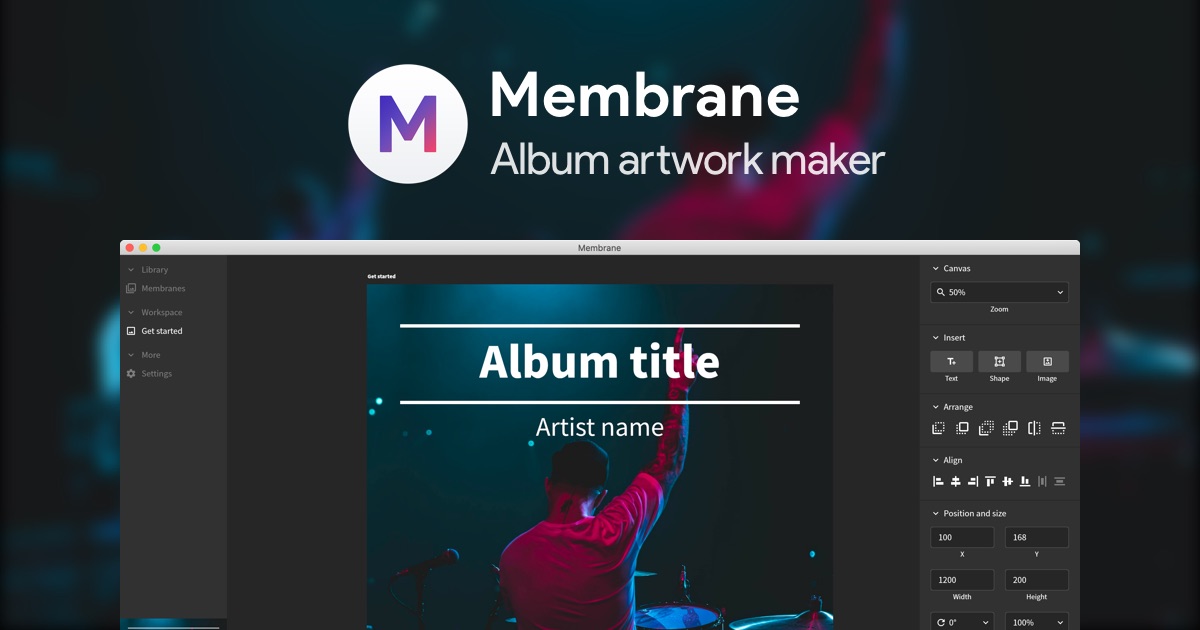 M
Membrane
Album artwork maker
Membrane
Library
Membranes
Workspace
Get started
More
Settings
Get started
Album title
Artist name
Canvas
50%
Zoom
Insert
T+
Text
Shape
Image
Arrange
Align
Position and size
100
168
X
Y
1200
200
Width
Height
0°
100%